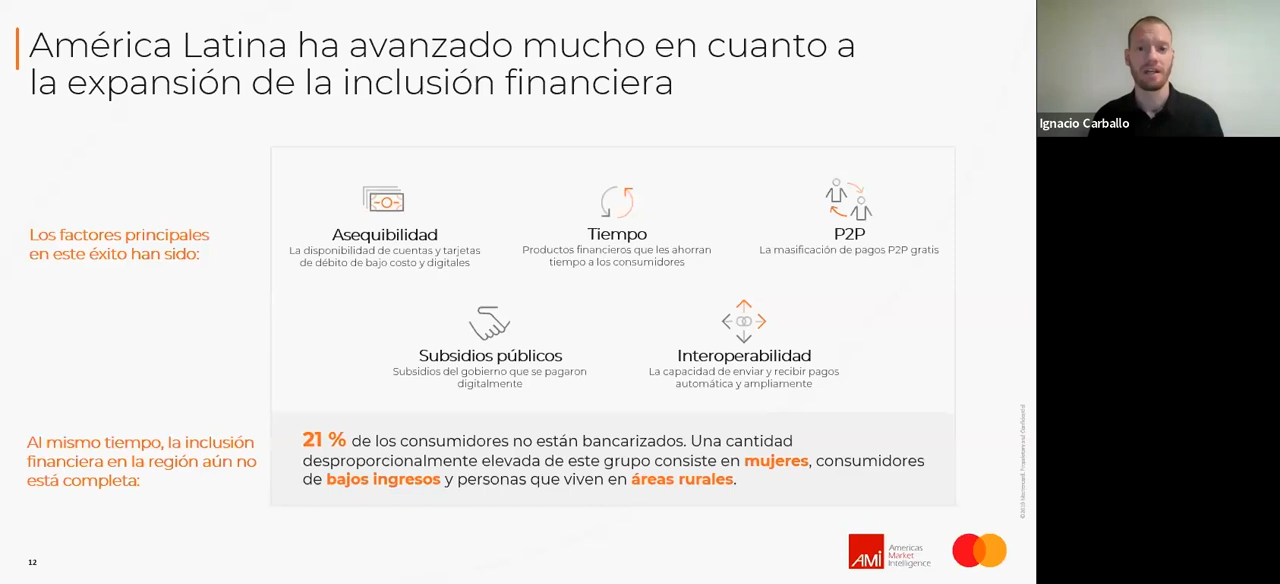 América Latina ha avanzado mucho en cuanto a
la expansión de la inclusión financiera
Ignacio Carballo
Los factores principales
en este éxito han sido:
Asequibilidad
La disponibilidad de cuentas y tarjetas
de débito de bajo costo y digitales
Tiempo
Productos financieros que les ahorran
tiempo a los consumidores
P2P
La masificación de pagos P2P gratis
Subsidios públicos
Subsidios del gobierno que se pagaron
digitalmente
Interoperabilidad
La capacidad de enviar y recibir pagos
automática y ampliamente
Al mismo tiempo, la inclusión
financiera en la región aún no
está completa:
21 % de los consumidores no están bancarizados. Una cantidad
desproporcionalmente elevada de este grupo consiste en mujeres, consumidores
de bajos ingresos y personas que viven en áreas rurales.
12
AMI
Americas
Market
Intelligence